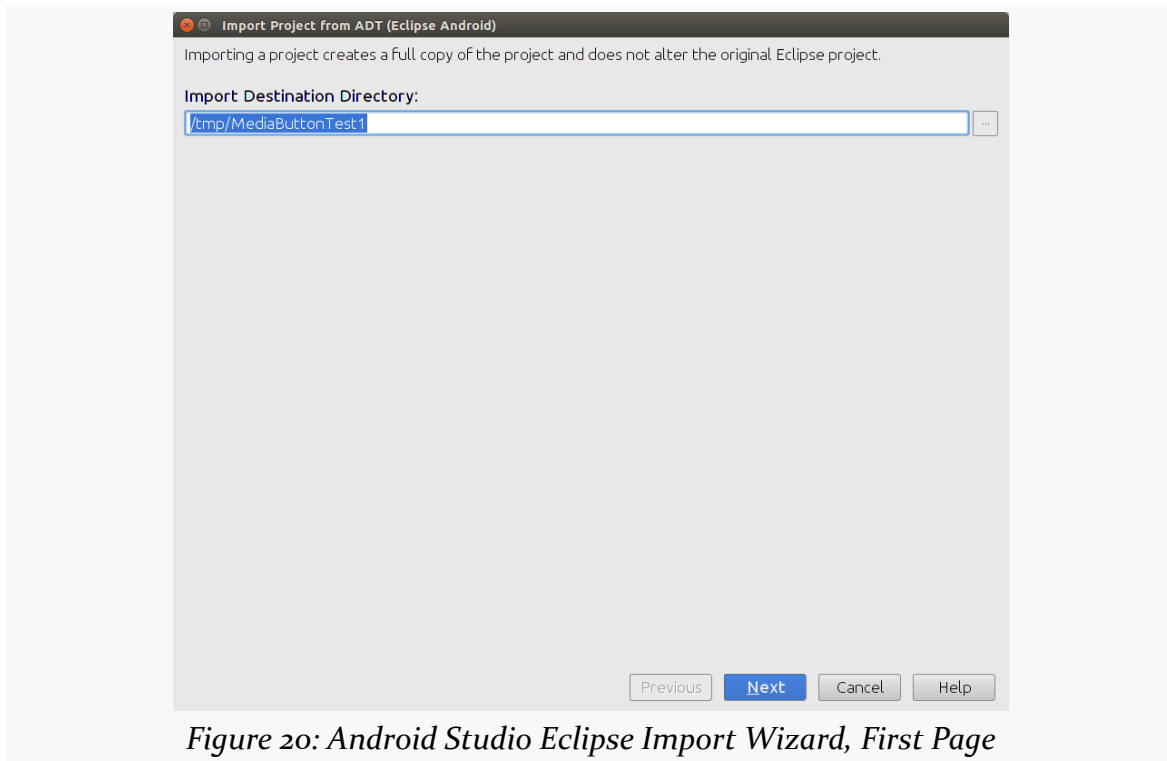 Import Project from ADT (Eclipse Android)
Importing a project creates a full copy of the project and does not alter the original Eclipse project.
Import Destination Directory:
/tmp/MediaButtonTest1
...
Previous Next Cancel Help
Figure 20: Android Studio Eclipse Import Wizard, First Page